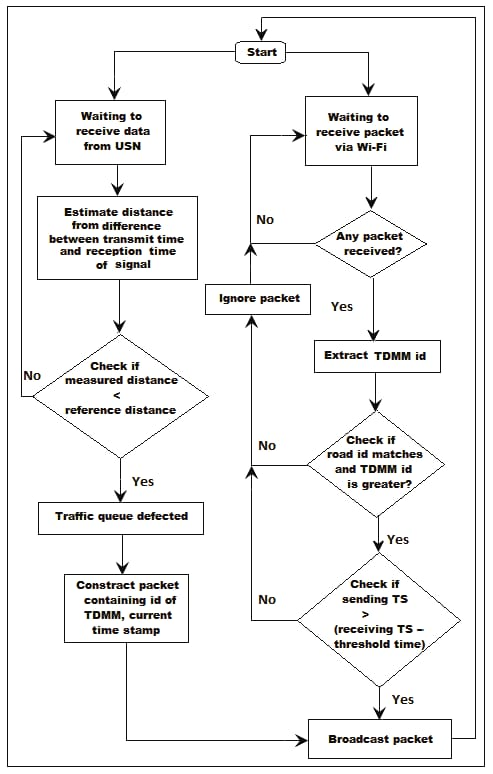 Start
Waiting to
receive data
from USN
Estimate distance
from difference
between transmit time
and reception time
of signal
Check if
measured distance
<
reference distance
No
Yes
Traffic queue defected
Constract packet
containing id of
TDMM, current
time stamp
Waiting to
receive packet
via Wi-Fi
Any packet
received?
No
Ignore packet
Yes
Extract TDMM id
Check if
road id matches
and TDMM id
is greater?
No
Yes
Check if
sending TS
>
(receiving TS –
threshold time)
No
Yes
Broadcast packet